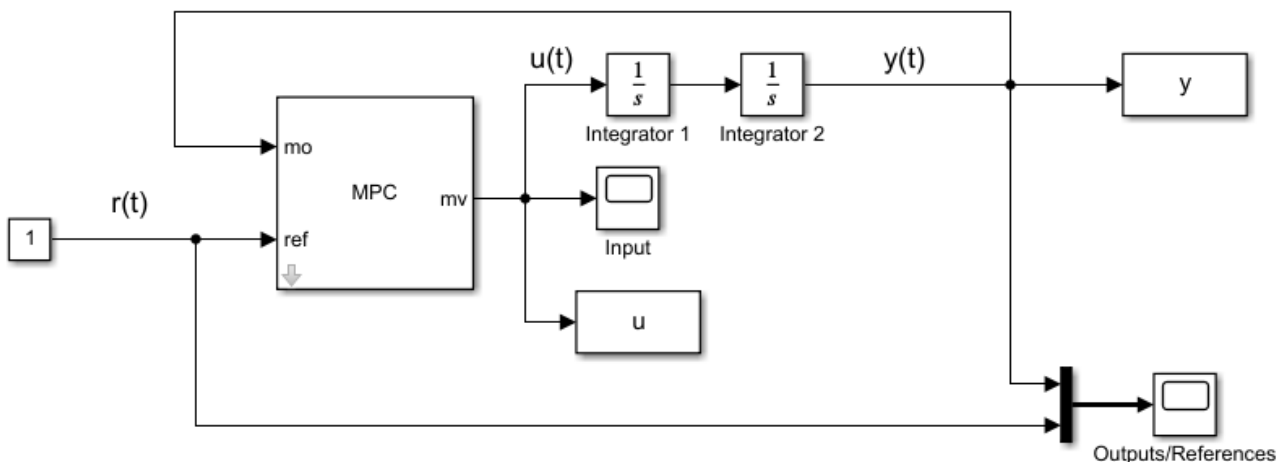 u(t)
y(t)
1
s
1
s
y
Integrator 1
Integrator 2
mo
MPC
mv
r(t)
1
ref
Input
u
Outputs/References